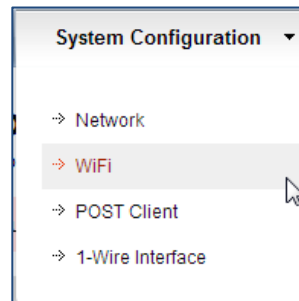 System Configuration
Network
WiFi
POST Client
1-Wire Interface